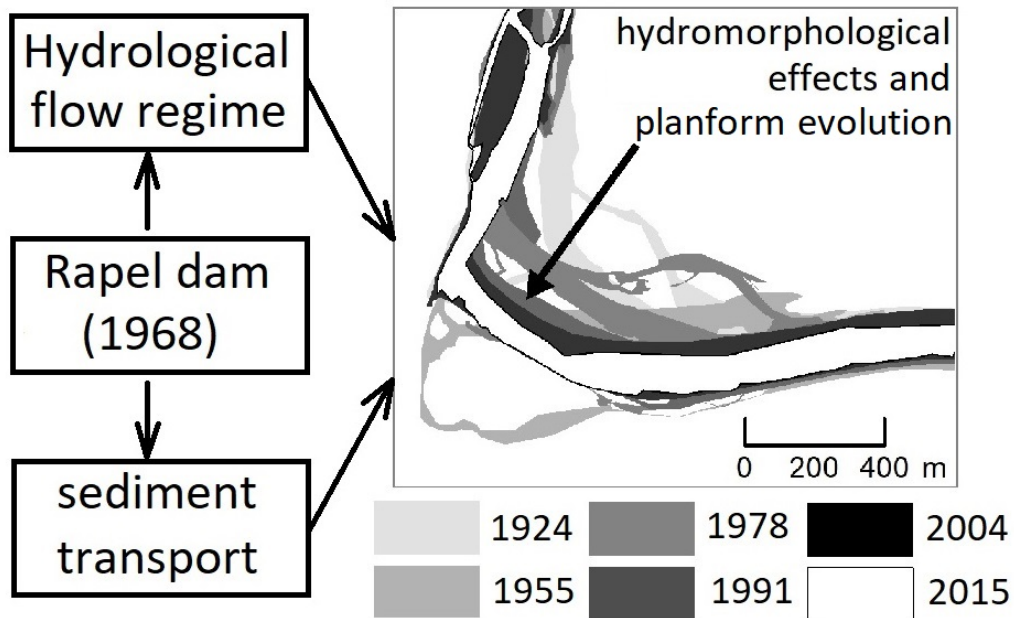 Hydrological
flow regime
Rapel dam
(1968)
sediment
transport
hydromorphological
effects and
planform evolution
0 200 400 m
1924
1978
2004
1955
1991
2015